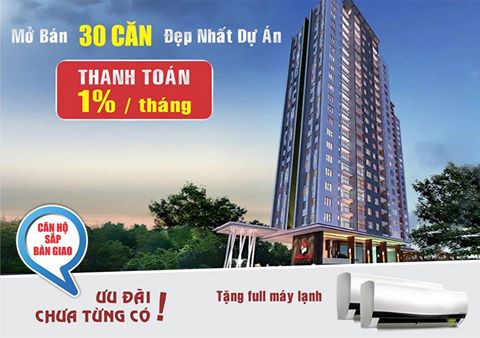 Mở Bán 30 CĂN Đẹp Nhất Dự Án
THANH TOÁN
1% / tháng
CĂN HỘ
SẮP
BÀN GIAO
ƯU ĐÃI
CHƯA TỪNG CÓ !
Tặng full máy lạnh